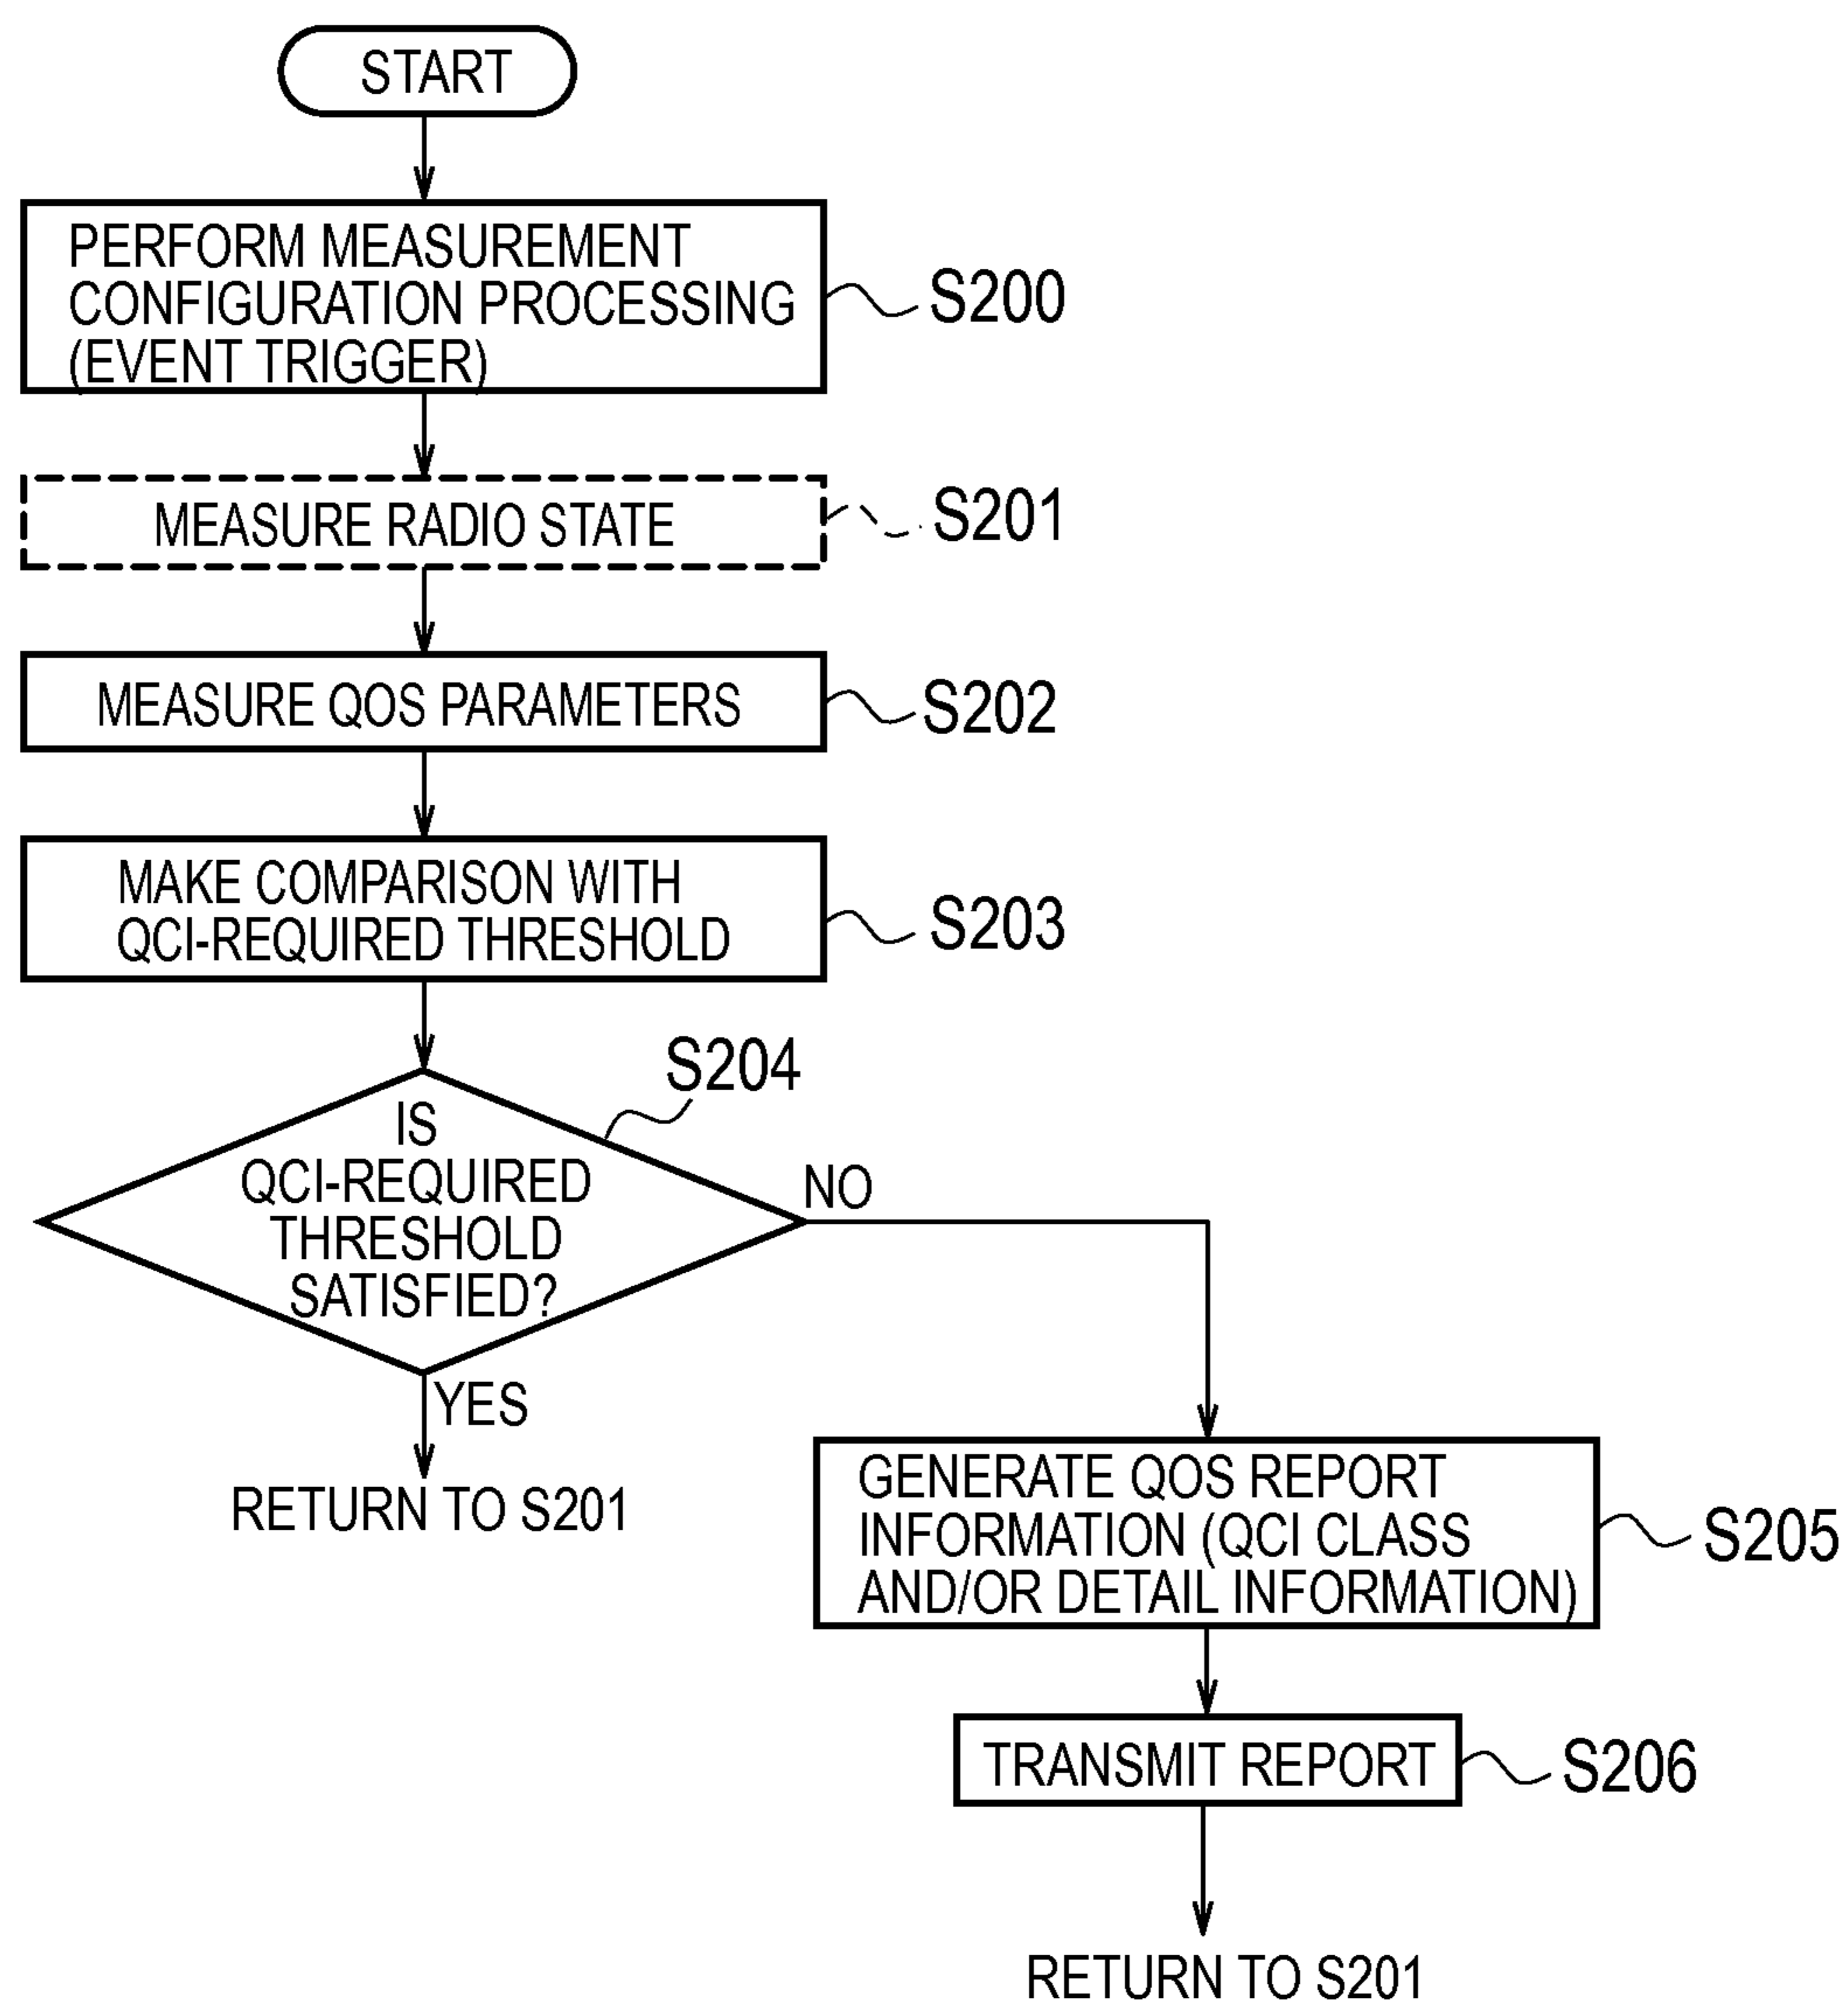 START
PERFORM MEASUREMENT
CONFIGURATION PROCESSING
(EVENT TRIGGER)
S200
MEASURE RADIO STATE
S201
MEASURE QOS PARAMETERS
S202
MAKE COMPARISON WITH
QCI-REQUIRED THRESHOLD
S203
S204
IS
QCI-REQUIRED
THRESHOLD
SATISFIED?
NO
YES
RETURN TO S201
GENERATE QOS REPORT
INFORMATION (QCI CLASS
AND/OR DETAIL INFORMATION)
S205
TRANSMIT REPORT
S206
RETURN TO S201